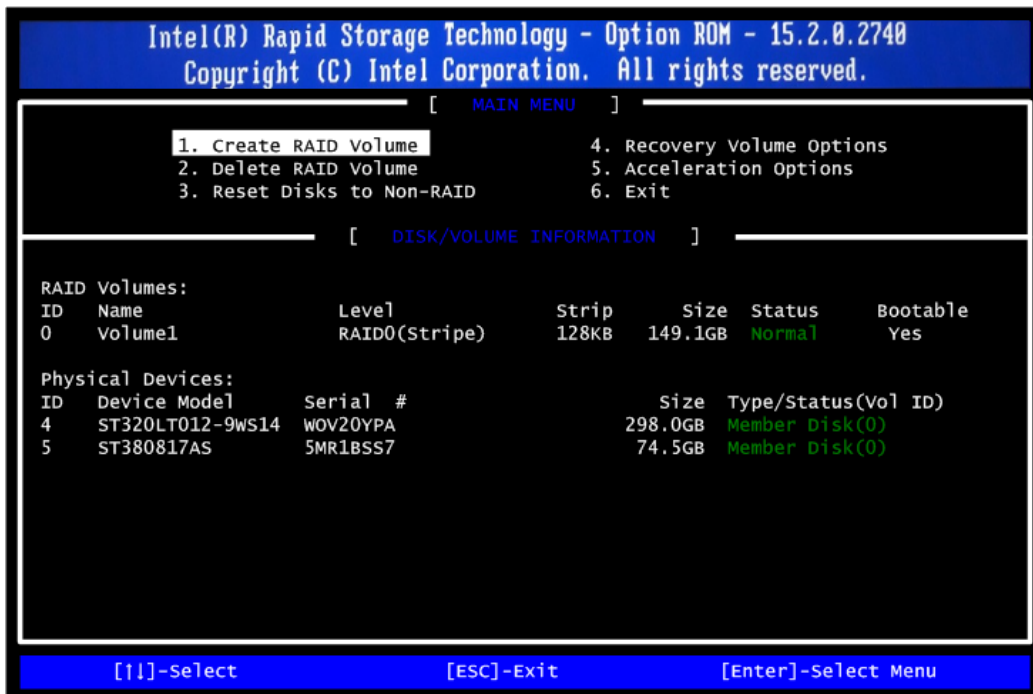 Intel(R) Rapid Storage Technology - Option ROM - 15.2.0.2740
Copyright (C) Intel Corporation. All rights reserved.
[ MAIN MENU ]
1. Create RAID Volume 4. Recovery Volume Options
2. Delete RAID Volume 5. Acceleration Options
3. Reset Disks to Non-RAID 6. Exit
[ DISK/VOLUME INFORMATION ]
RAID Volumes:
ID Name Level Strip Size Status Bootable
0 Volume1 RAID0(Stripe) 128KB 149.1GB Normal Yes
Physical Devices:
ID Device Model Serial # Size Type/Status(Vol ID)
4 ST320LT012-9WS14 W0V20YPA 298.0GB Member Disk(0)
5 ST380817AS 5MR1BSS7 74.5GB Member Disk(0)
[↑↓]-Select [ESC]-Exit [Enter]-Select Menu